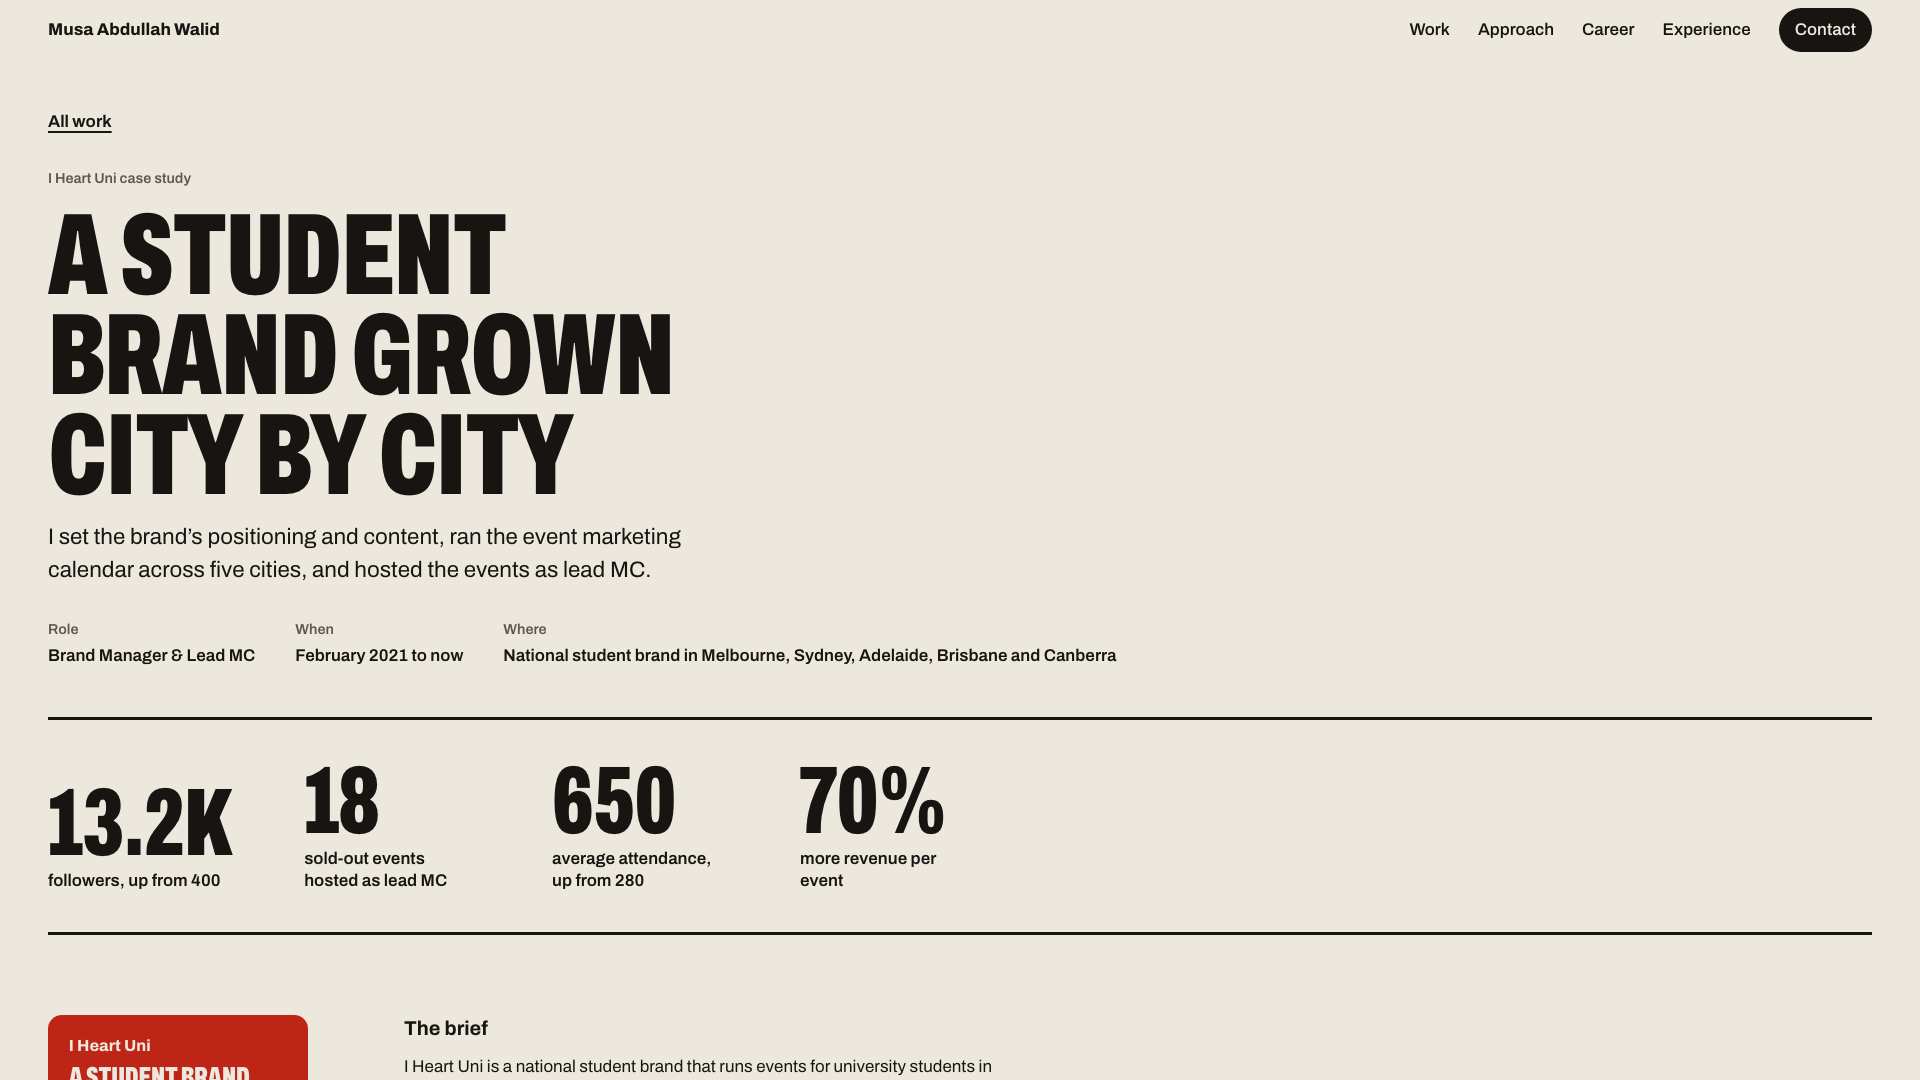 Musa Abdullah Walid
Work
Approach
Career
Experience
Contact
All work
I Heart Uni case study
A STUDENT
BRAND GROWN
CITY BY CITY
I set the brand’s positioning and content, ran the event marketing
calendar across five cities, and hosted the events as lead MC.
Role
Brand Manager & Lead MC
When
February 2021 to now
Where
National student brand in Melbourne, Sydney, Adelaide, Brisbane and Canberra
13.2K
followers, up from 400
18
sold-out events
hosted as lead MC
650
average attendance,
up from 280
70%
more revenue per
event
I Heart Uni
A STUDENT BRAND
The brief
I Heart Uni is a national student brand that runs events for university students in